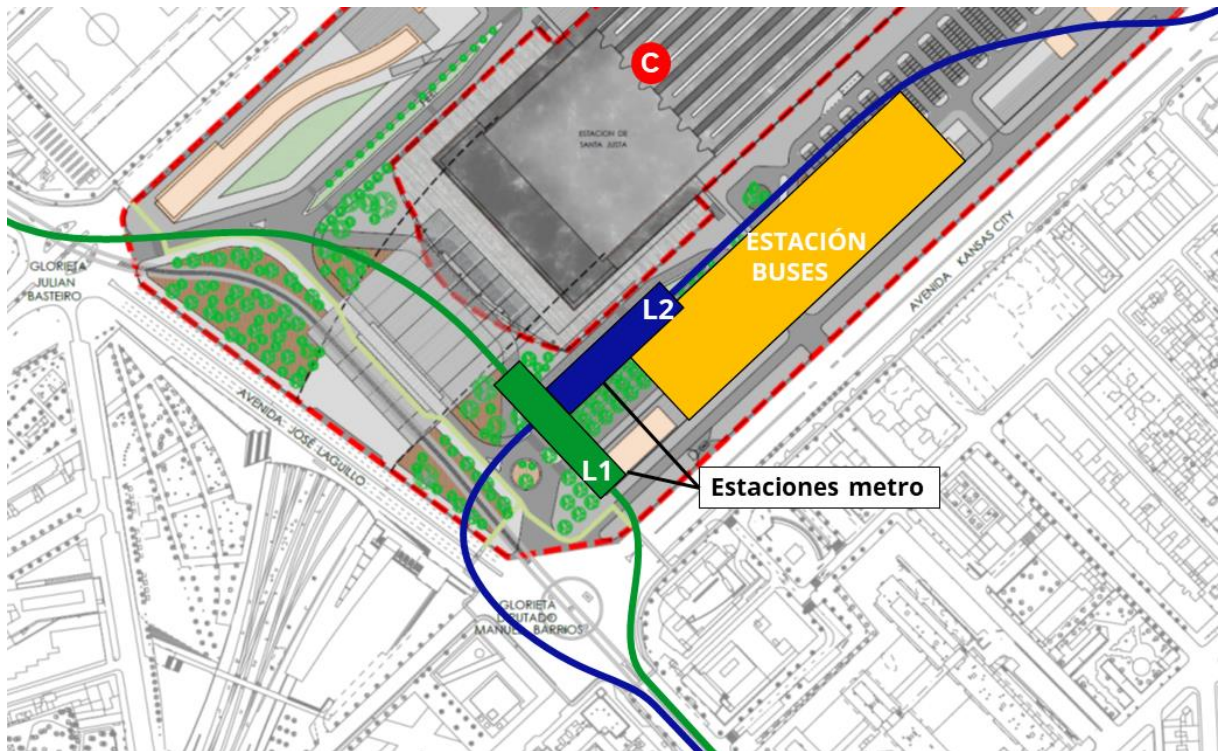 C
ESTACION DE
SANTA JUSTA
ESTACIÓN
BUSES
AVENIDA KANSAS CITY
GLORIETA
JULIAN
BASTEIRO
L2
AVENIDA JOSÉ LAGUILLO
L1
Estaciones metro
GLORIETA
DIPUTADO
MANUEL BARRIOS